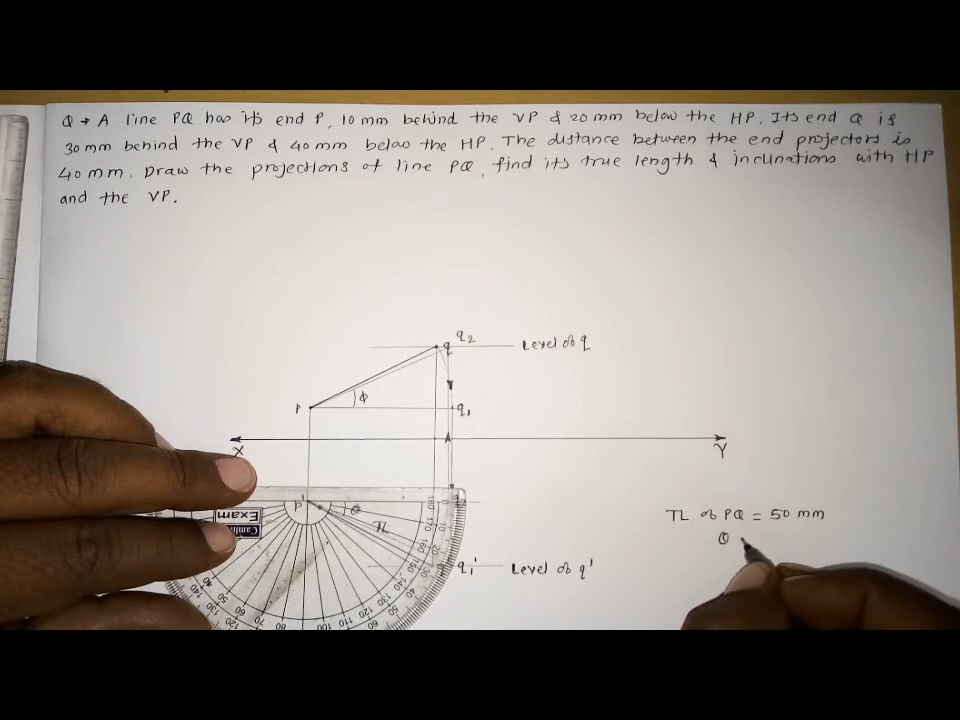 Q → A line PQ has its end P, 10 mm behind the VP & 20 mm below the HP. Its end Q is
30 mm behind the VP & 40 mm below the HP. The distance between the end projectors is
40 mm. Draw the projections of line PQ, find its true length & inclinations with HP
and the VP.
q2
q Level of q
P ϕ q1
X Y
P' θ
TL
TL of PQ = 50 mm
θ
Exam
q1' Level of q'